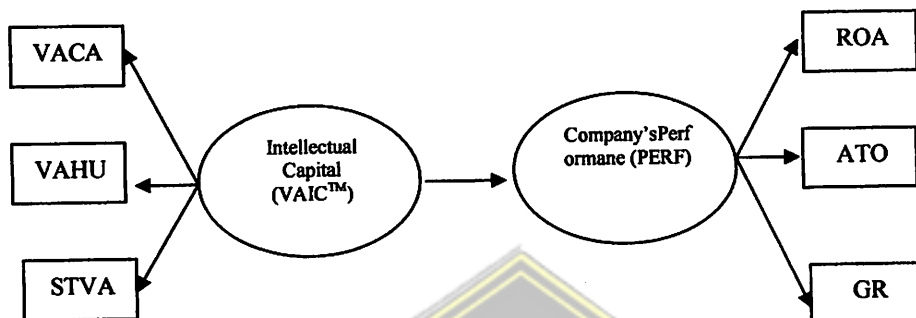 VACA
VAHU
STVA
Intellectual
Capital
(VAIC™)
Company'sPerf
ormane (PERF)
ROA
ATO
GR